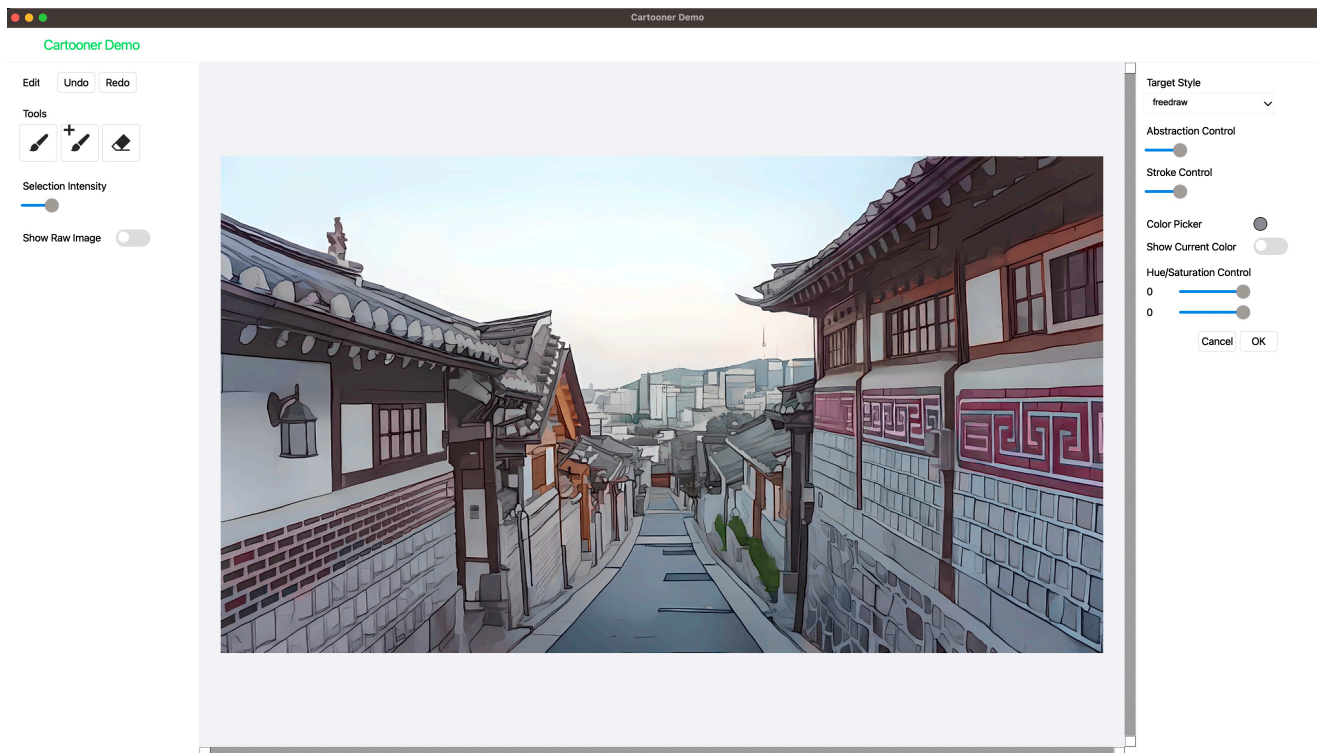 Cartooner Demo
Cartooner Demo
Edit Undo Redo
Tools
Selection Intensity
Show Raw Image
Target Style
freedraw
Abstraction Control
Stroke Control
Color Picker
Show Current Color
Hue/Saturation Control
0
0
Cancel OK